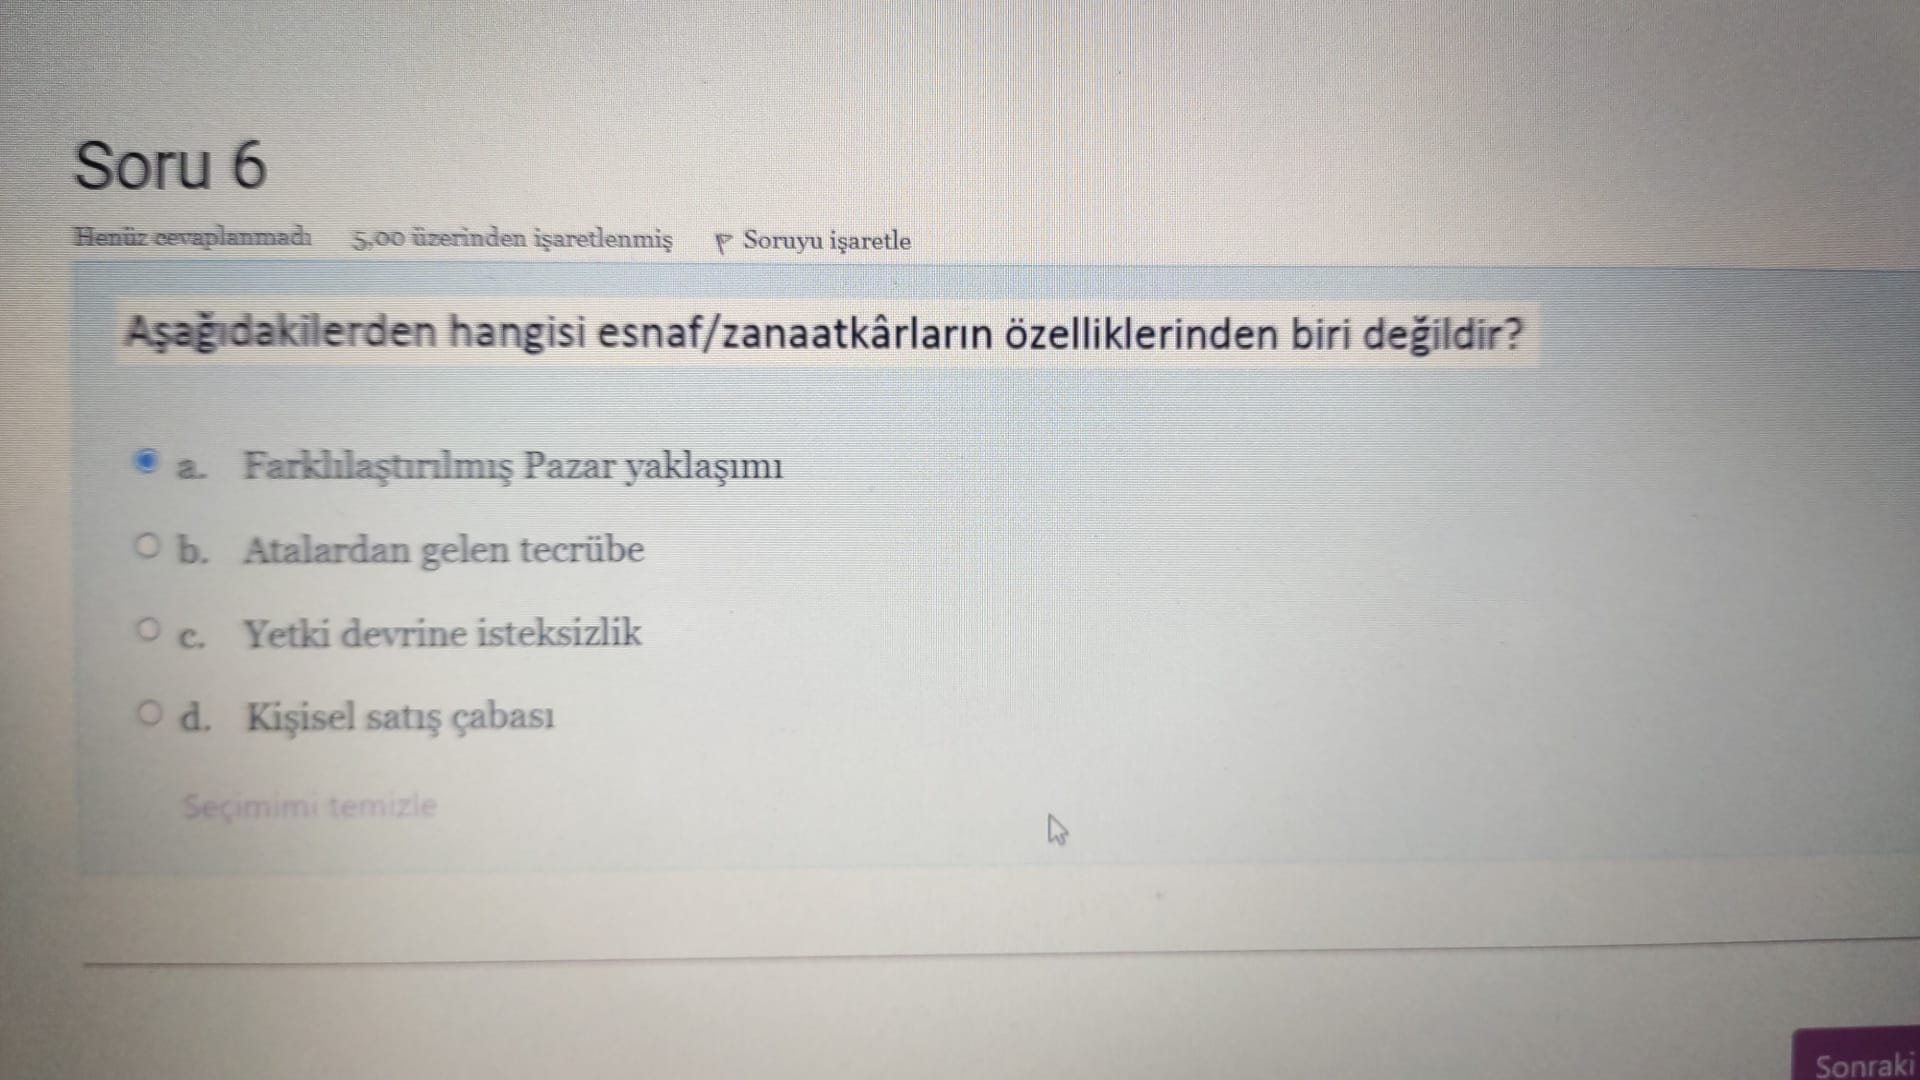 Soru 6
Henüz cevaplanmadı 5,00 üzerinden işaretlenmiş Soruyu işaretle
Aşağıdakilerden hangisi esnaf/zanaatkârların özelliklerinden biri değildir?
a. Farklılaştırılmış Pazar yaklaşımı
b. Atalardan gelen tecrübe
c. Yetki devrine isteksizlik
d. Kişisel satış çabası
Seçimimi temizle
Sonraki